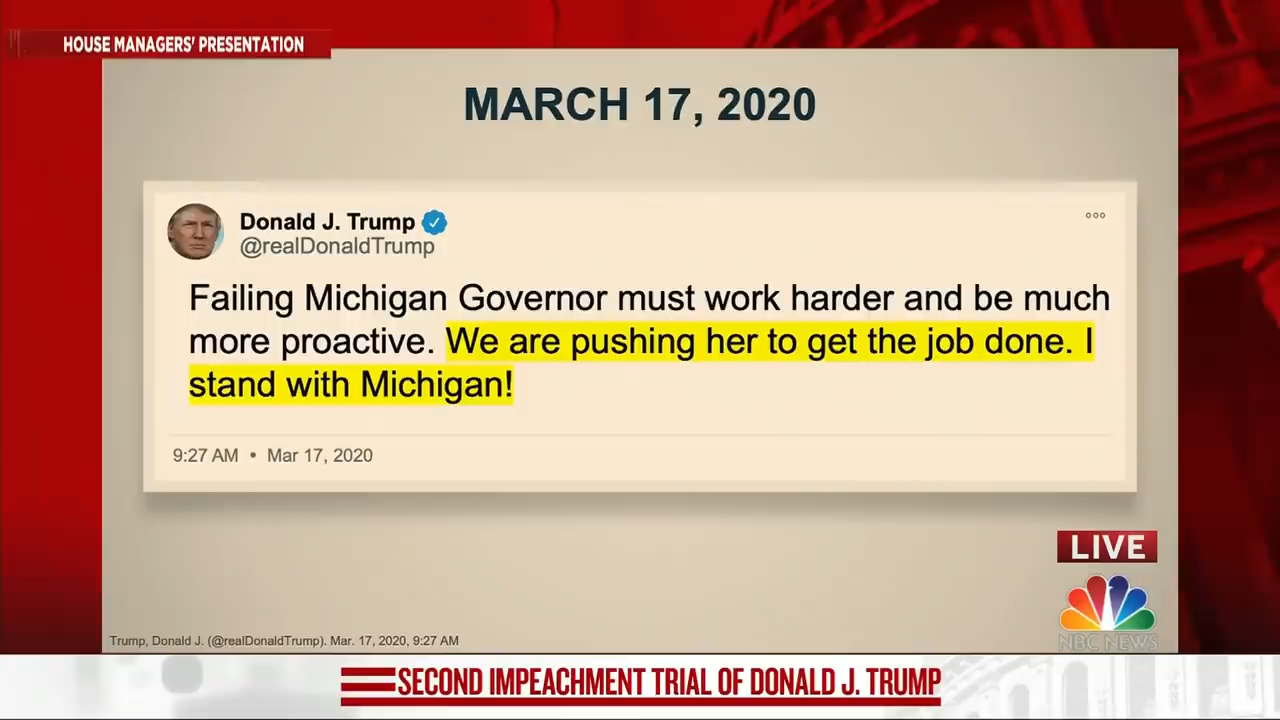 HOUSE MANAGERS' PRESENTATION
MARCH 17, 2020
Donald J. Trump
@realDonaldTrump
Failing Michigan Governor must work harder and be much
more proactive. We are pushing her to get the job done. I
stand with Michigan!
9:27 AM • Mar 17, 2020
LIVE
NBC NEWS
Trump, Donald J. (@realDonaldTrump). Mar. 17, 2020, 9:27 AM
SECOND IMPEACHMENT TRIAL OF DONALD J. TRUMP